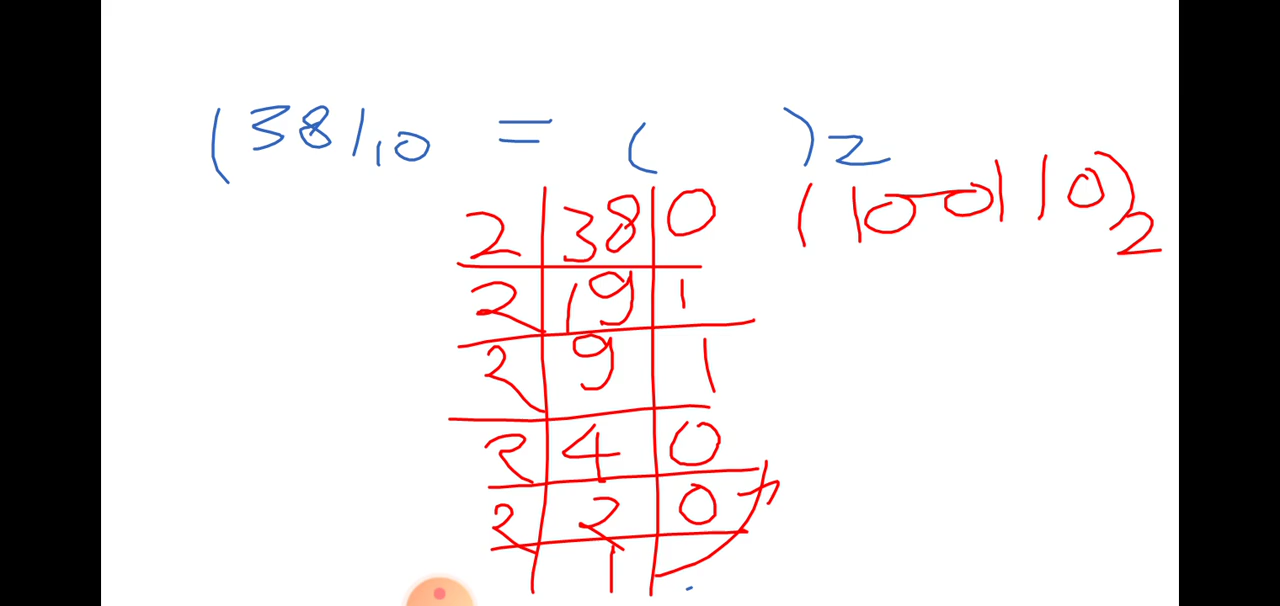 (38)10 = (      )2
(100110)2
2 | 38 | 0
2 | 19 | 1
2 | 9 | 1
2 | 4 | 0
2 | 2 | 0
1